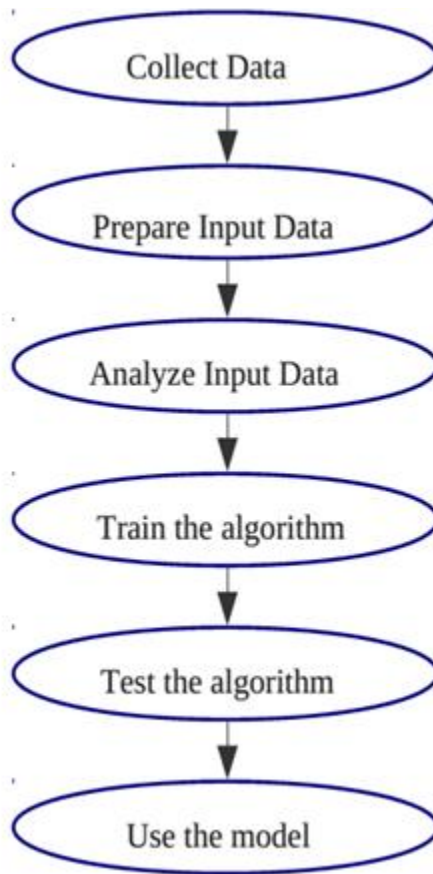 Collect Data
Prepare Input Data
Analyze Input Data
Train the algorithm
Test the algorithm
Use the model